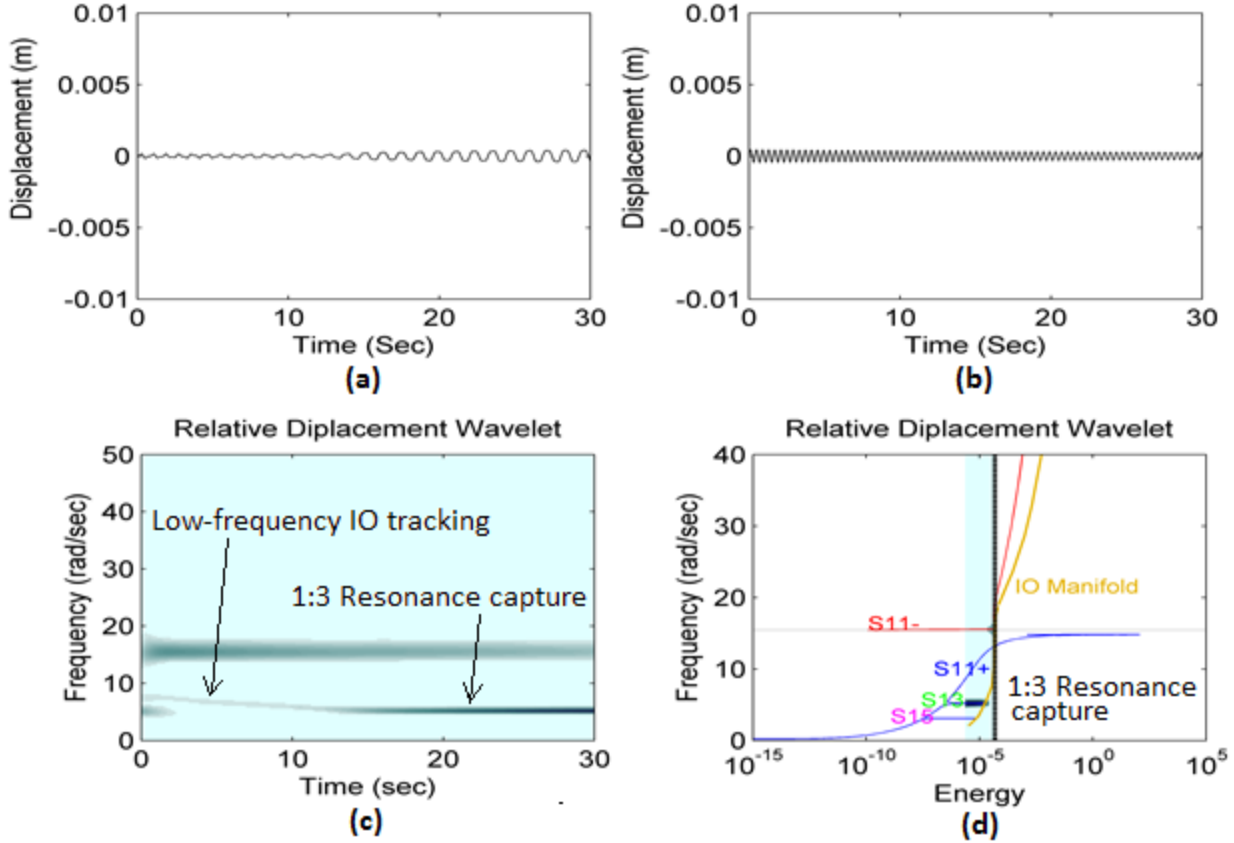 0.01
0.005
0
-0.005
-0.01
Displacement (m)
0 10 20 30
Time (Sec)
(a)
0.01
0.005
0
-0.005
-0.01
Displacement (m)
0 10 20 30
Time (Sec)
(b)
Relative Diplacement Wavelet
50
40
30
20
10
0
Frequency (rad/sec)
Low-frequency IO tracking
1:3 Resonance capture
0 10 20 30
Time (sec)
(c)
Relative Diplacement Wavelet
40
30
20
10
0
Frequency (rad/sec)
IO Manifold
S11-
S11+
S13
S15
1:3 Resonance
capture
10^-15 10^-10 10^-5 10^0 10^5
Energy
(d)